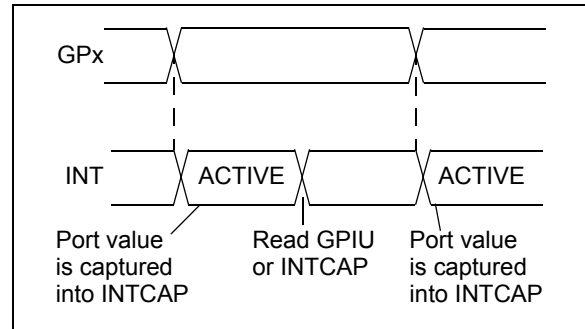 GPx
INT
ACTIVE
ACTIVE
Port value
is captured
into INTCAP
Read GPIU
or INTCAP
Port value
is captured
into INTCAP